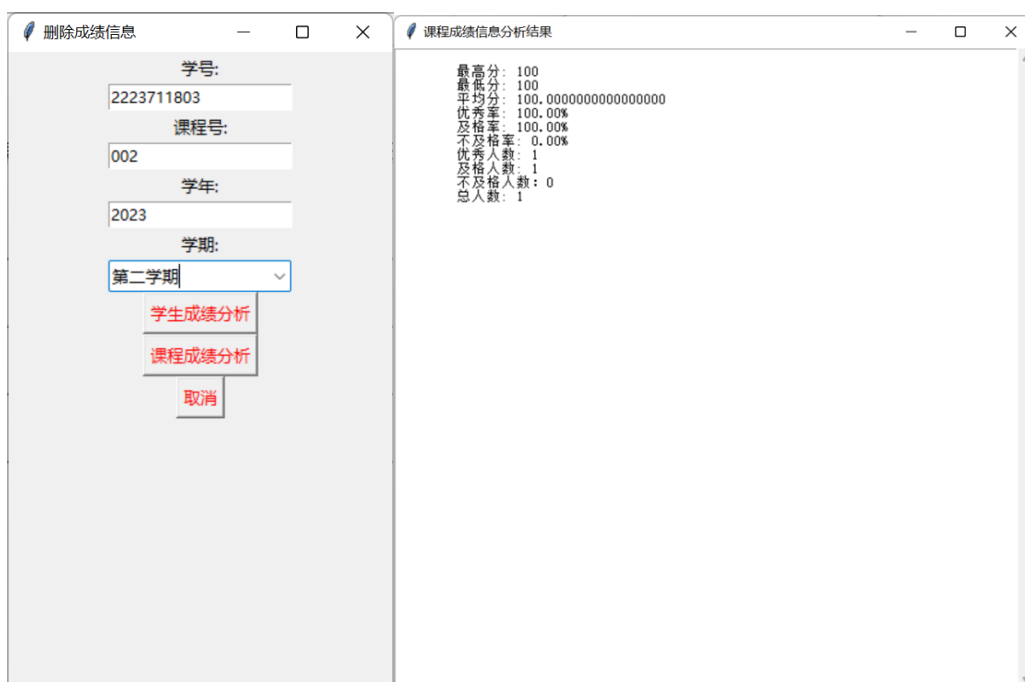 删除成绩信息
学号:
2223711803
课程号:
002
学年:
2023
学期:
第二学期
学生成绩分析
课程成绩分析
取消
课程成绩信息分析结果
最高分: 100
最低分: 100
平均分: 100.0000000000000000
优秀率: 100.00%
及格率: 100.00%
不及格率: 0.00%
优秀人数: 1
及格人数: 1
不及格人数: 0
总人数: 1